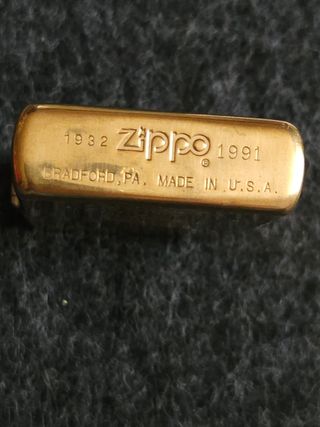 1932 Zippo ® 1991
BRADFORD, PA. MADE IN U.S.A.